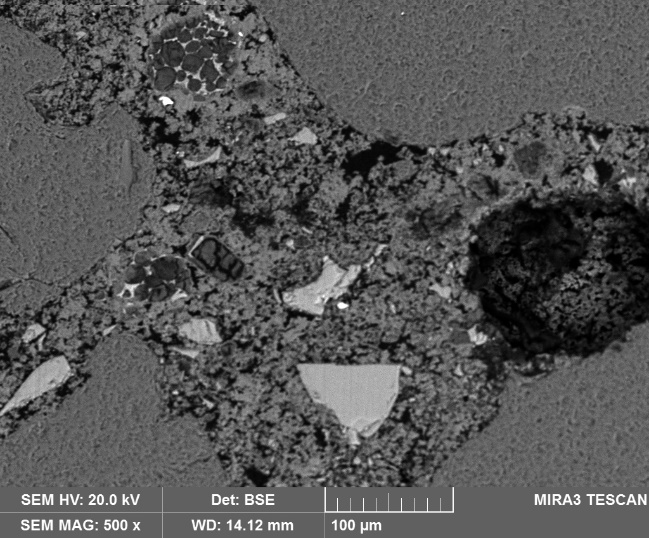 SEM HV: 20.0 kV Det: BSE MIRA3 TESCAN
SEM MAG: 500 x WD: 14.12 mm 100 µm